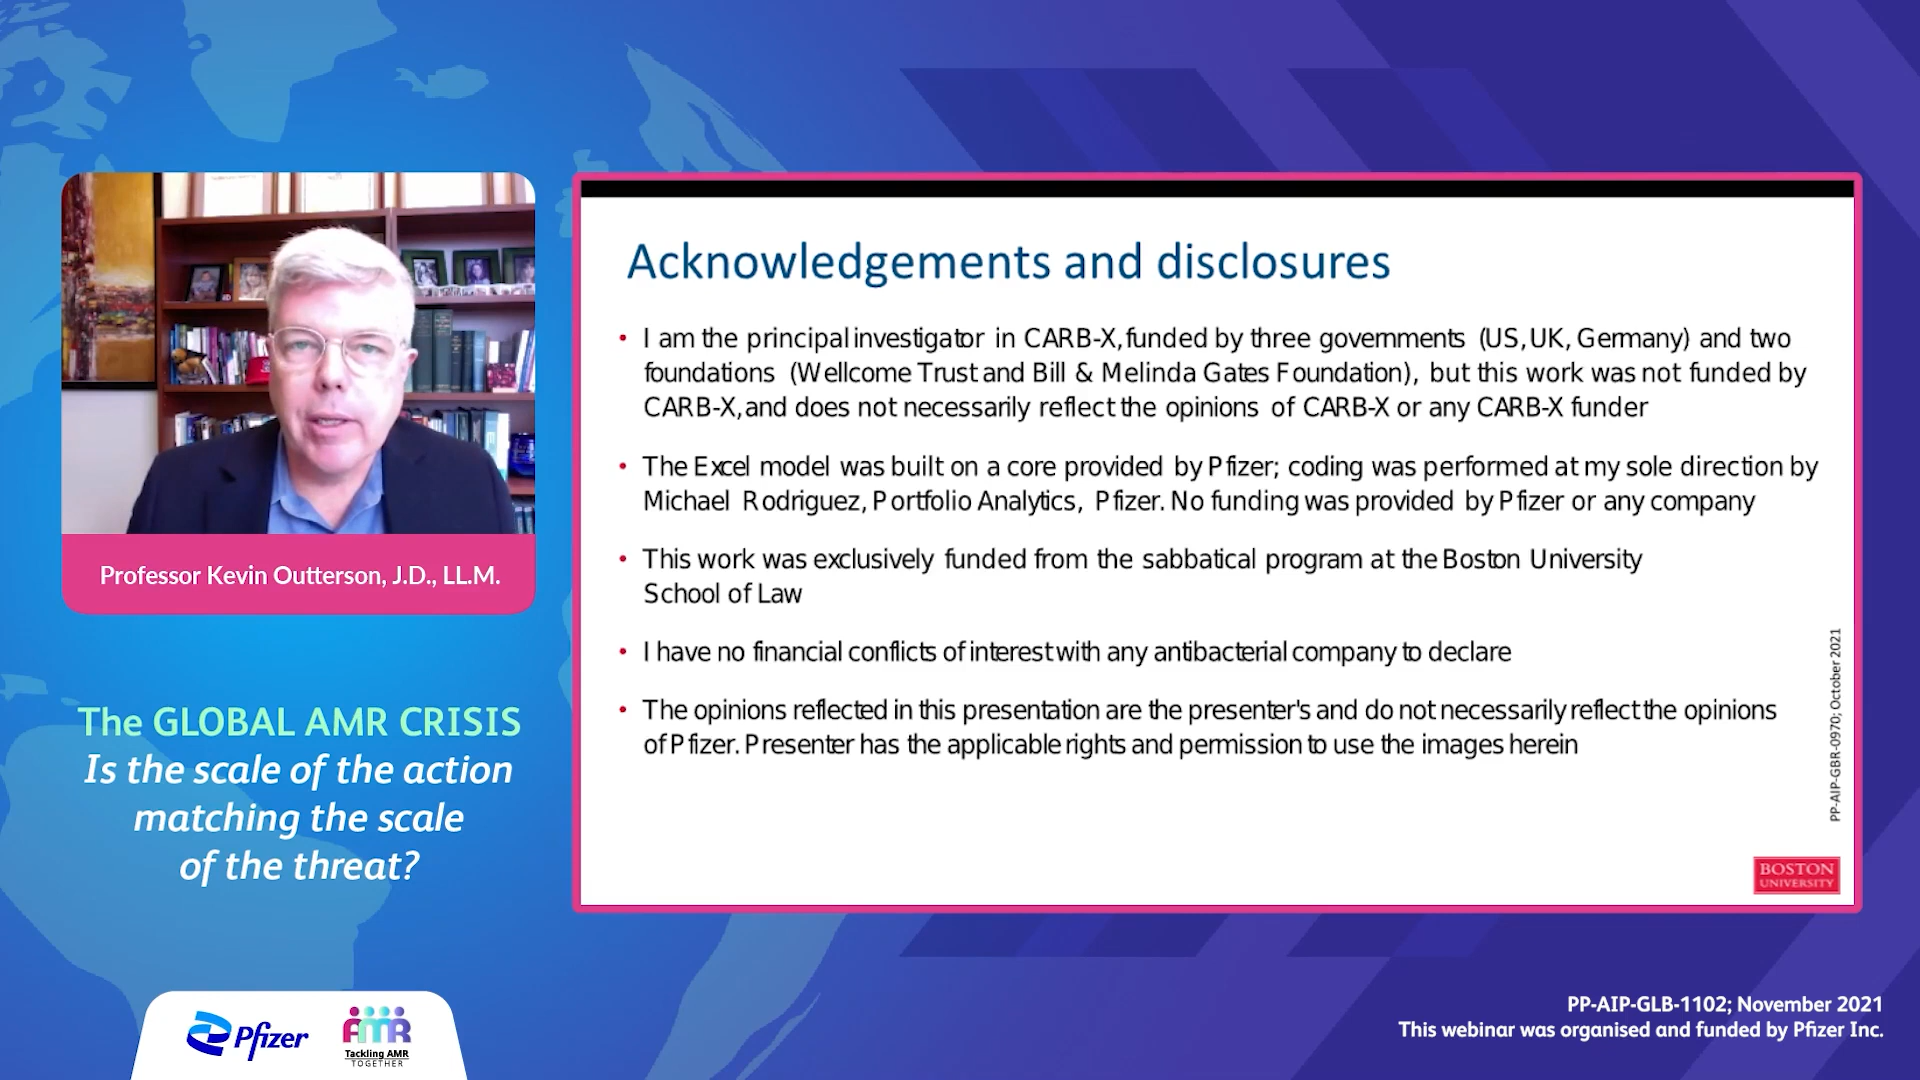 Professor Kevin Outterson, J.D., LL.M.
The GLOBAL AMR CRISIS
Is the scale of the action
matching the scale
of the threat?
Pfizer
AMR
Tackling AMR
TOGETHER
Acknowledgements and disclosures
• I am the principal investigator in CARB-X, funded by three governments (US, UK, Germany) and two
foundations (Wellcome Trust and Bill & Melinda Gates Foundation), but this work was not funded by
CARB-X, and does not necessarily reflect the opinions of CARB-X or any CARB-X funder
• The Excel model was built on a core provided by Pfizer; coding was performed at my sole direction by
Michael Rodriguez, Portfolio Analytics, Pfizer. No funding was provided by Pfizer or any company
• This work was exclusively funded from the sabbatical program at the Boston University
School of Law
• I have no financial conflicts of interest with any antibacterial company to declare
• The opinions reflected in this presentation are the presenter's and do not necessarily reflect the opinions
of Pfizer. Presenter has the applicable rights and permission to use the images herein
PP-AIP-GBR-0970; October 2021
BOSTON
UNIVERSITY
PP-AIP-GLB-1102; November 2021
This webinar was organised and funded by Pfizer Inc.